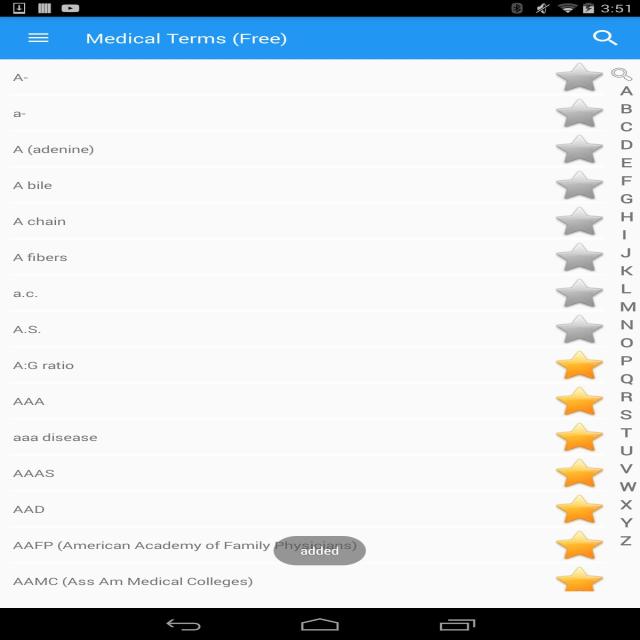 3:51
Medical Terms (Free)
A-
a-
A (adenine)
A bile
A chain
A fibers
a.c.
A.S.
A:G ratio
AAA
aaa disease
AAAS
AAD
AAFP (American Academy of Family Physicians)
added
AAMC (Ass Am Medical Colleges)
A
B
C
D
E
F
G
H
I
J
K
L
M
N
O
P
Q
R
S
T
U
V
W
X
Y
Z